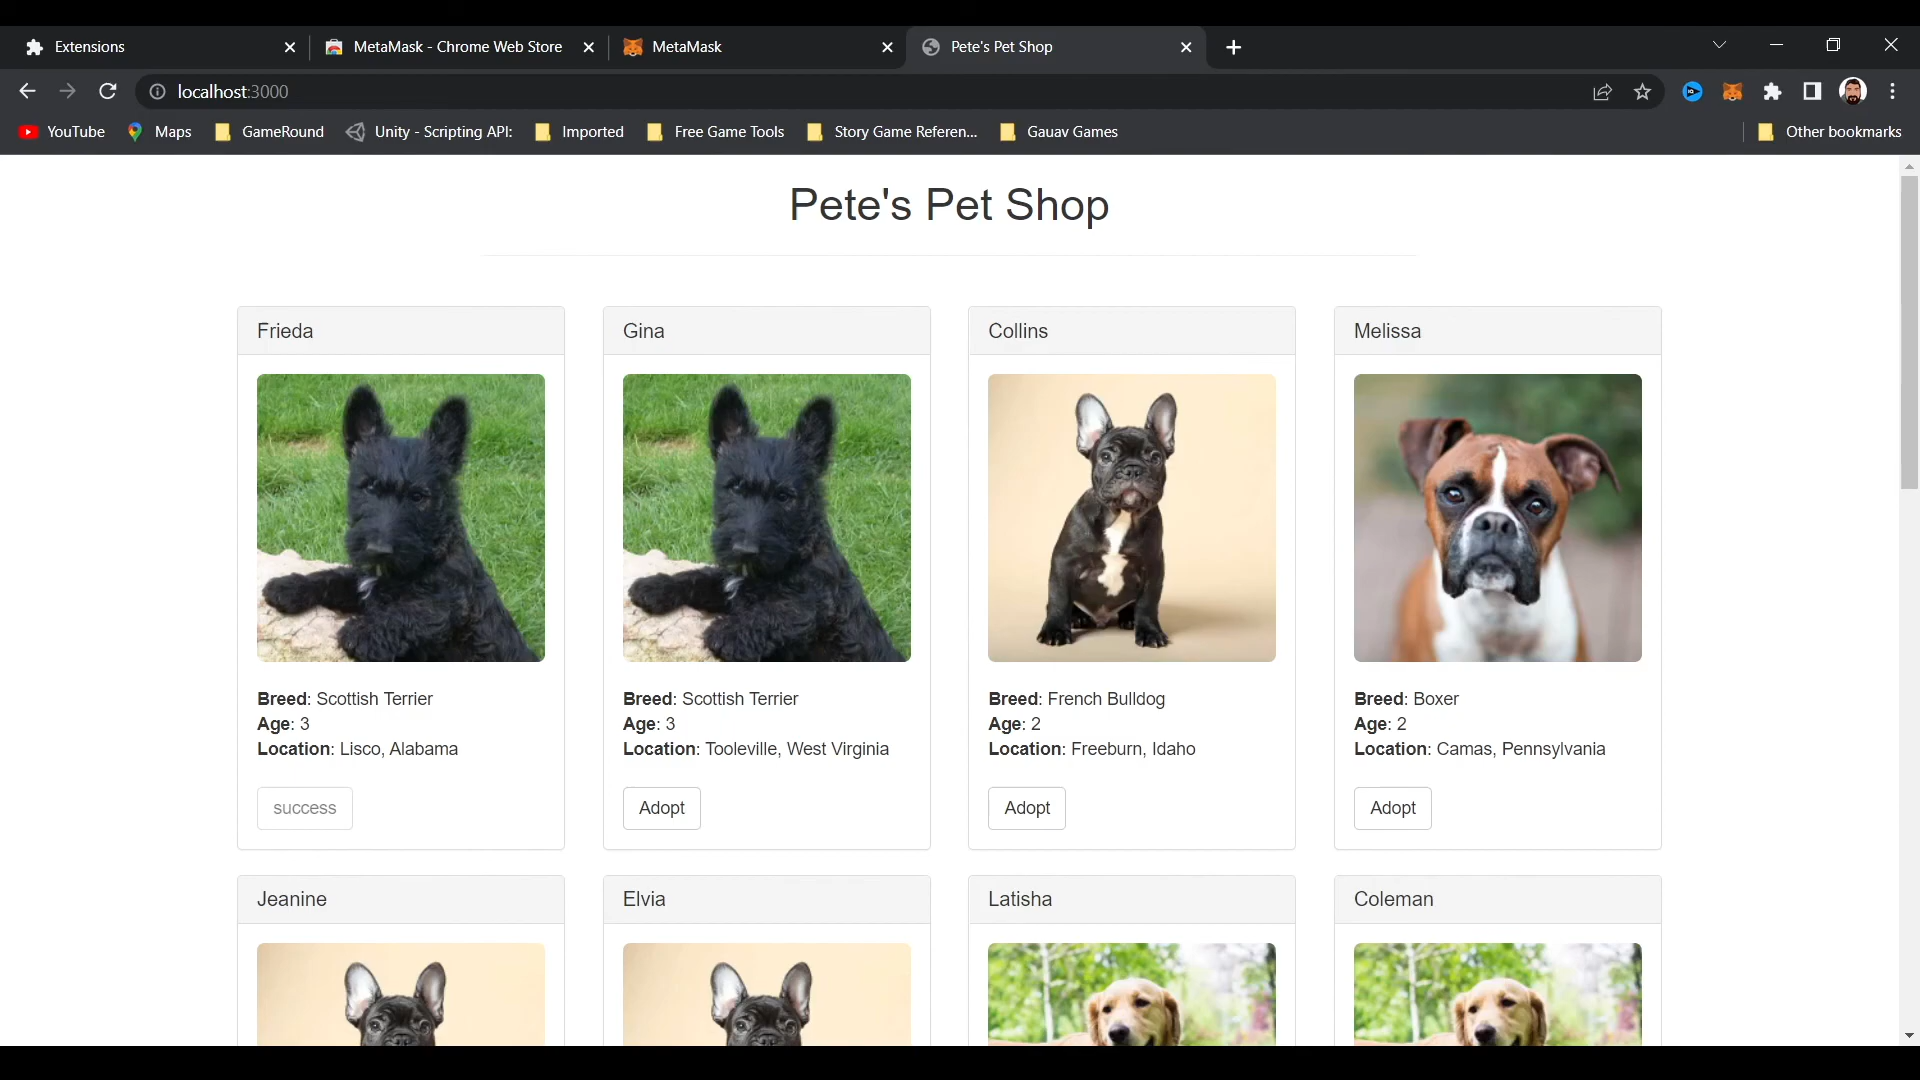 Extensions
MetaMask - Chrome Web Store
MetaMask
Pete's Pet Shop
localhost:3000
YouTube
Maps
GameRound
Unity - Scripting API:
Imported
Free Game Tools
Story Game Referen...
Gauav Games
Other bookmarks
Pete's Pet Shop
Frieda
Breed: Scottish Terrier
Age: 3
Location: Lisco, Alabama
success
Gina
Breed: Scottish Terrier
Age: 3
Location: Tooleville, West Virginia
Adopt
Collins
Breed: French Bulldog
Age: 2
Location: Freeburn, Idaho
Adopt
Melissa
Breed: Boxer
Age: 2
Location: Camas, Pennsylvania
Adopt
Jeanine
Elvia
Latisha
Coleman